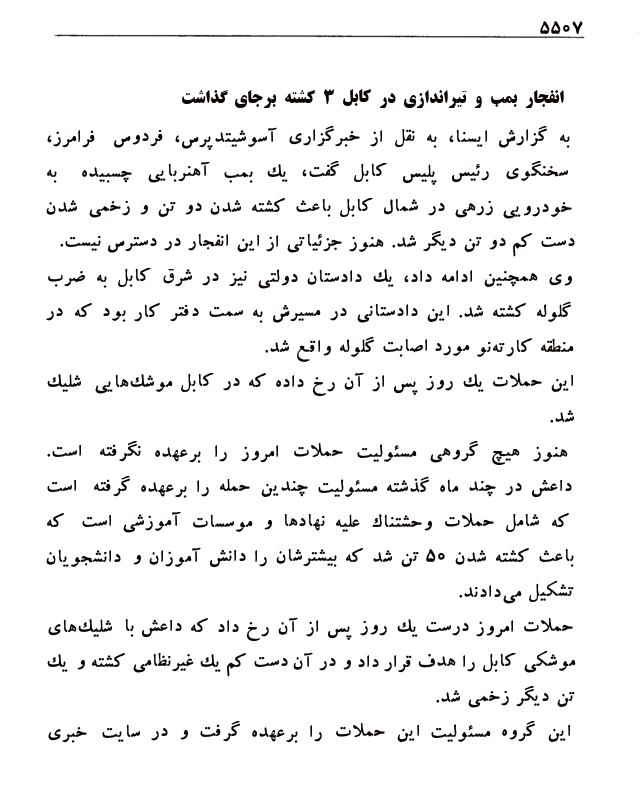 ۵۵۰۷
انفجار بمب و تیراندازی در کابل ۳ کشته برجای گذاشت
به گزارش ایسنا، به نقل از خبرگزاری آسوشیتدپرس، فردوس فرامرز،
سخنگوی رئیس پلیس کابل گفت، یك بمب آهنربایی چسبیده به
خودرویی زرهی در شمال کابل باعث کشته شدن دو تن و زخمی شدن
دست کم دو تن دیگر شد. هنوز جزئیاتی از این انفجار در دسترس نیست.
وی همچنین ادامه داد، یك دادستان دولتی نیز در شرق کابل به ضرب
گلوله کشته شد. این دادستانی در مسیرش به سمت دفتر کار بود که در
منطقه کارته‌نو مورد اصابت گلوله واقع شد.
این حملات یك روز پس از آن رخ داده که در کابل موشك‌هایی شلیك
شد.
هنوز هیچ گروهی مسئولیت حملات امروز را برعهده نگرفته است.
داعش در چند ماه گذشته مسئولیت چندین حمله را برعهده گرفته است
که شامل حملات وحشتناك علیه نهادها و موسسات آموزشی است که
باعث کشته شدن ۵۰ تن شد که بیشترشان را دانش آموزان و دانشجویان
تشکیل می‌دادند.
حملات امروز درست یك روز پس از آن رخ داد که داعش با شلیك‌های
موشکی کابل را هدف قرار داد و در آن دست کم یك غیرنظامی کشته و یك
تن دیگر زخمی شد.
این گروه مسئولیت این حملات را برعهده گرفت و در سایت خبری